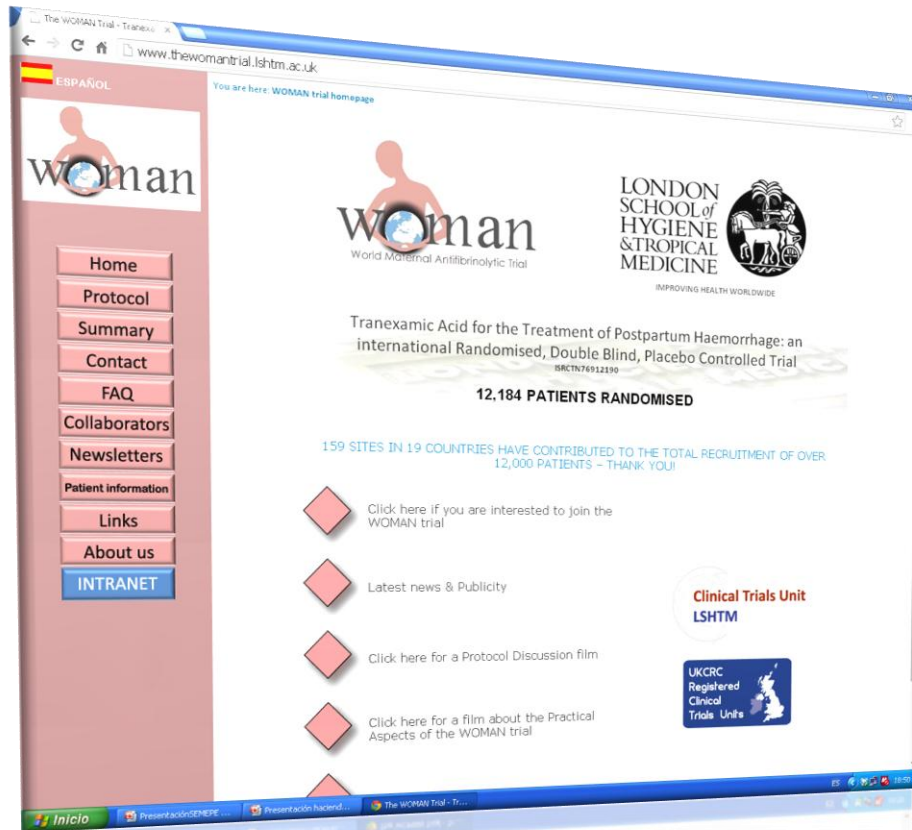 The WOMAN Trial - Tranexa
www.thewomantrial.lshtm.ac.uk
ESPAÑOL
You are here: WOMAN trial homepage
woman
Home
Protocol
Summary
Contact
FAQ
Collaborators
Newsletters
Patient information
Links
About us
INTRANET
woman
World Maternal Antifibrinolytic Trial
LONDON
SCHOOL of
HYGIENE
& TROPICAL
MEDICINE
IMPROVING HEALTH WORLDWIDE
Tranexamic Acid for the Treatment of Postpartum Haemorrhage: an
international Randomised, Double Blind, Placebo Controlled Trial
ISRCTN76912190
12,184 PATIENTS RANDOMISED
159 SITES IN 19 COUNTRIES HAVE CONTRIBUTED TO THE TOTAL RECRUITMENT OF OVER
12,000 PATIENTS – THANK YOU!
Click here if you are interested to join the
WOMAN trial
Latest news & Publicity
Click here for a Protocol Discussion film
Click here for a film about the Practical
Aspects of the WOMAN trial
Clinical Trials Unit
LSHTM
UKCRC
Registered
Clinical
Trials Units
Inicio
PresentaciónSEMEPE ...
Presentación haciend...
The WOMAN Trial - Tr...
ES
18:50